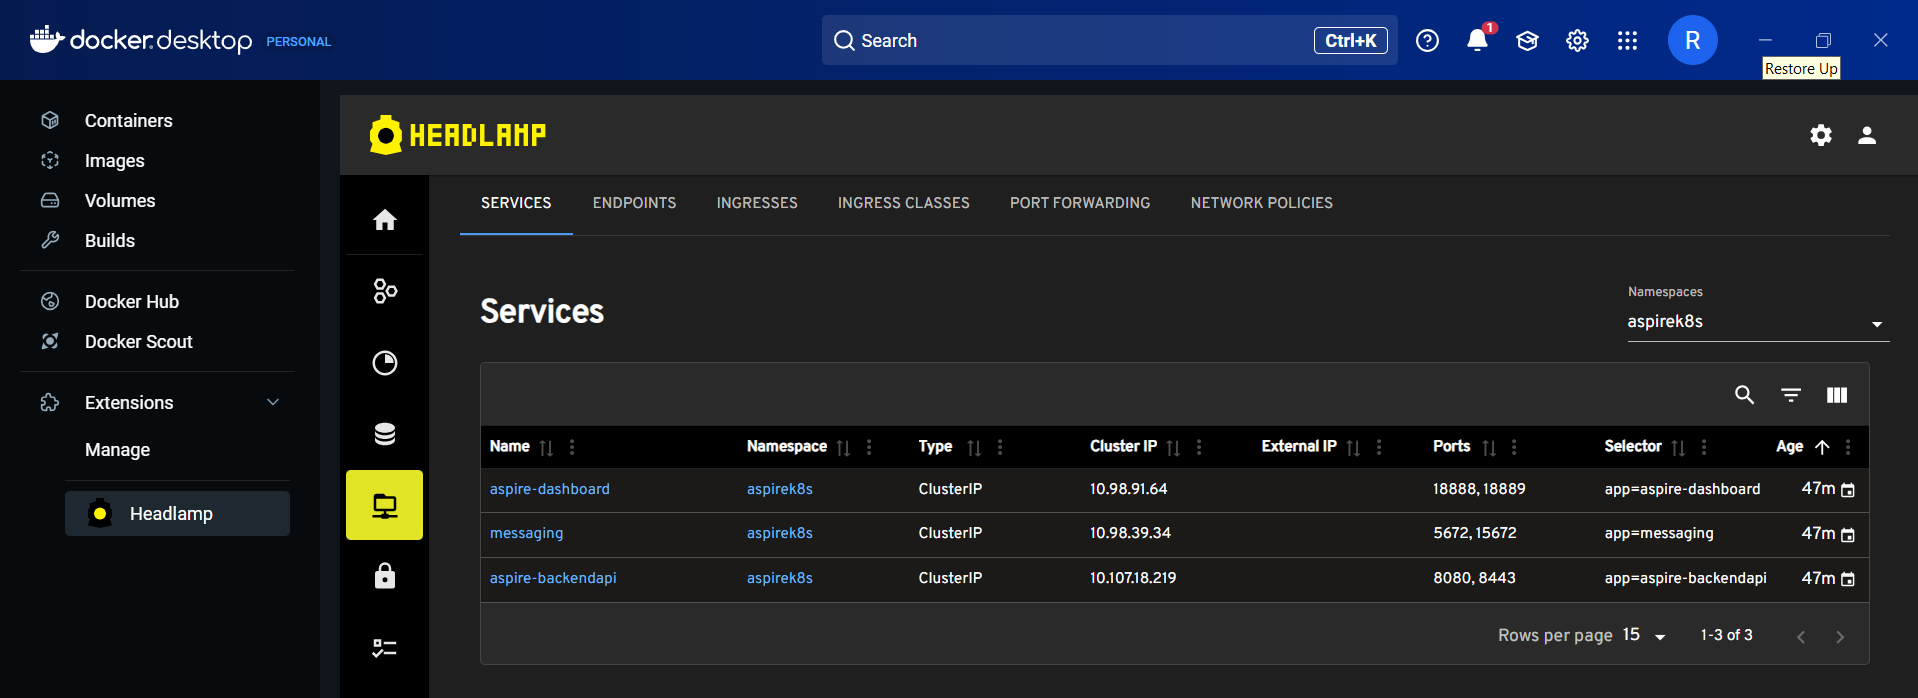 docker.desktop PERSONAL
Search Ctrl+K
1
R
Restore Up
Containers
Images
Volumes
Builds
Docker Hub
Docker Scout
Extensions
Manage
Headlamp
HEADLAMP
SERVICES ENDPOINTS INGRESSES INGRESS CLASSES PORT FORWARDING NETWORK POLICIES
Services
Namespaces
aspirek8s
Name Namespace Type Cluster IP External IP Ports Selector Age
aspire-dashboard aspirek8s ClusterIP 10.98.91.64 18888, 18889 app=aspire-dashboard 47m
messaging aspirek8s ClusterIP 10.98.39.34 5672, 15672 app=messaging 47m
aspire-backendapi aspirek8s ClusterIP 10.107.18.219 8080, 8443 app=aspire-backendapi 47m
Rows per page 15 1-3 of 3